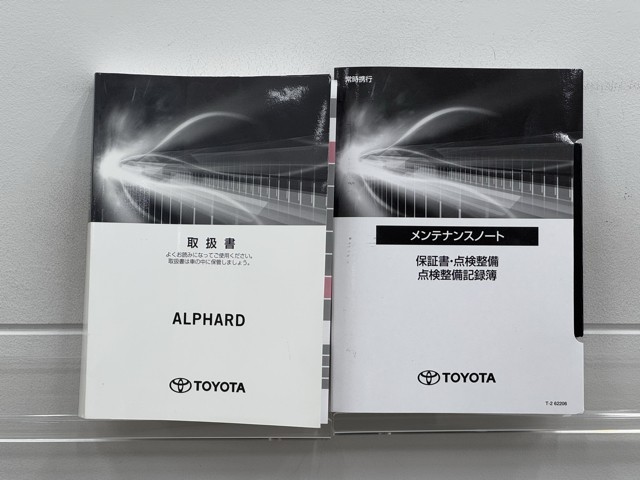 取扱書
よくお読みになってご使用ください。
取扱書は車の中に保管しましょう。
ALPHARD
TOYOTA
常時携行
メンテナンスノート
保証書・点検整備
点検整備記録簿
TOYOTA
T-2 62206